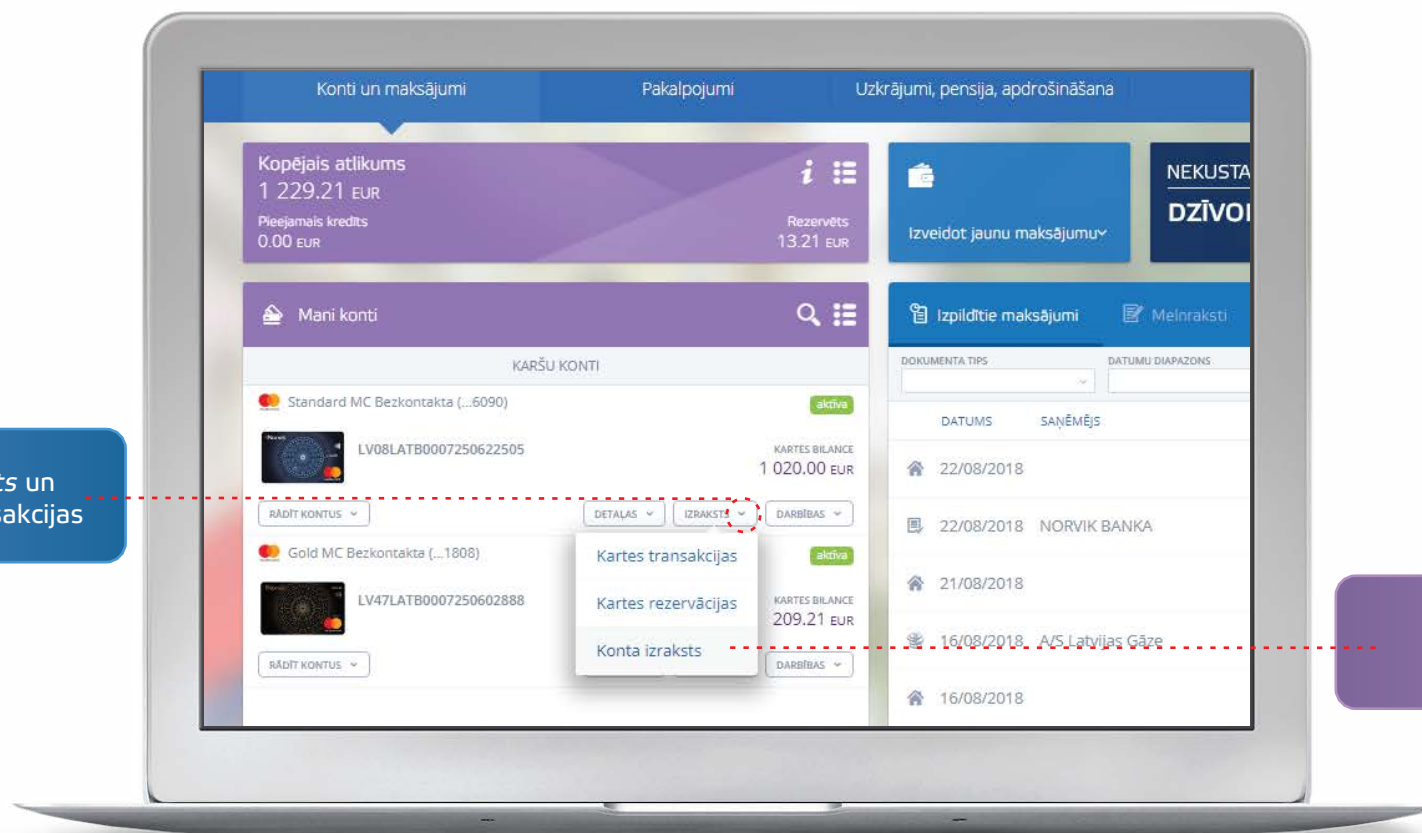 Konti un maksājumi
Pakalpojumi
Uzkrājumi, pensija, apdrošināšana
Kopējais atlikums
1 229.21 EUR
Pieejamais kredīts
0.00 EUR
Rezervēts
13.21 EUR
Izveidot jaunu maksājumu
NEKUSTA
DZĪVO
Mani konti
Izpildītie maksājumi
Melnraksti
KARŠU KONTI
DOKUMENTA TIPS
DATUMU DIAPAZONS
Standard MC Bezkontakta (...6090)
aktīva
DATUMS
SAŅĒMĒJS
LV08LATB0007250622505
KARTES BILANCE
1 020.00 EUR
22/08/2018
ts un
sakcijas
RĀDĪT KONTUS
DETAĻAS
IZRAKSTS
DARBĪBAS
22/08/2018 NORVIK BANKA
Gold MC Bezkontakta (...1808)
aktīva
Kartes transakcijas
Kartes rezervācijas
Konta izraksts
LV47LATB0007250602888
KARTES BILANCE
209.21 EUR
21/08/2018
16/08/2018 A/S Latvijas Gāze
RĀDĪT KONTUS
DARBĪBAS
16/08/2018